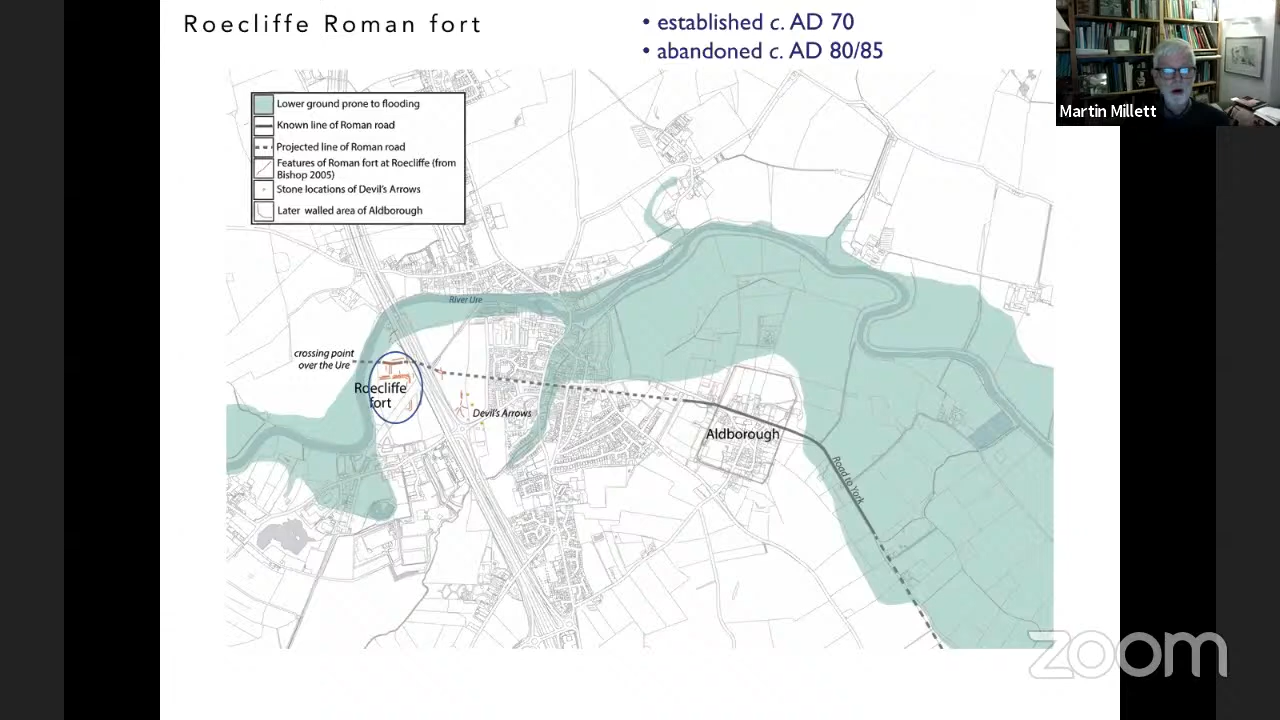 Roecliffe Roman fort
• established c. AD 70
• abandoned c. AD 80/85
Martin Millett
Lower ground prone to flooding
Known line of Roman road
Projected line of Roman road
Features of Roman fort at Roecliffe (from
Bishop 2005)
Stone locations of Devil's Arrows
Later walled area of Aldborough
River Ure
crossing point
over the Ure
Roecliffe
fort
Devil's Arrows
Aldborough
Road to York
zoom